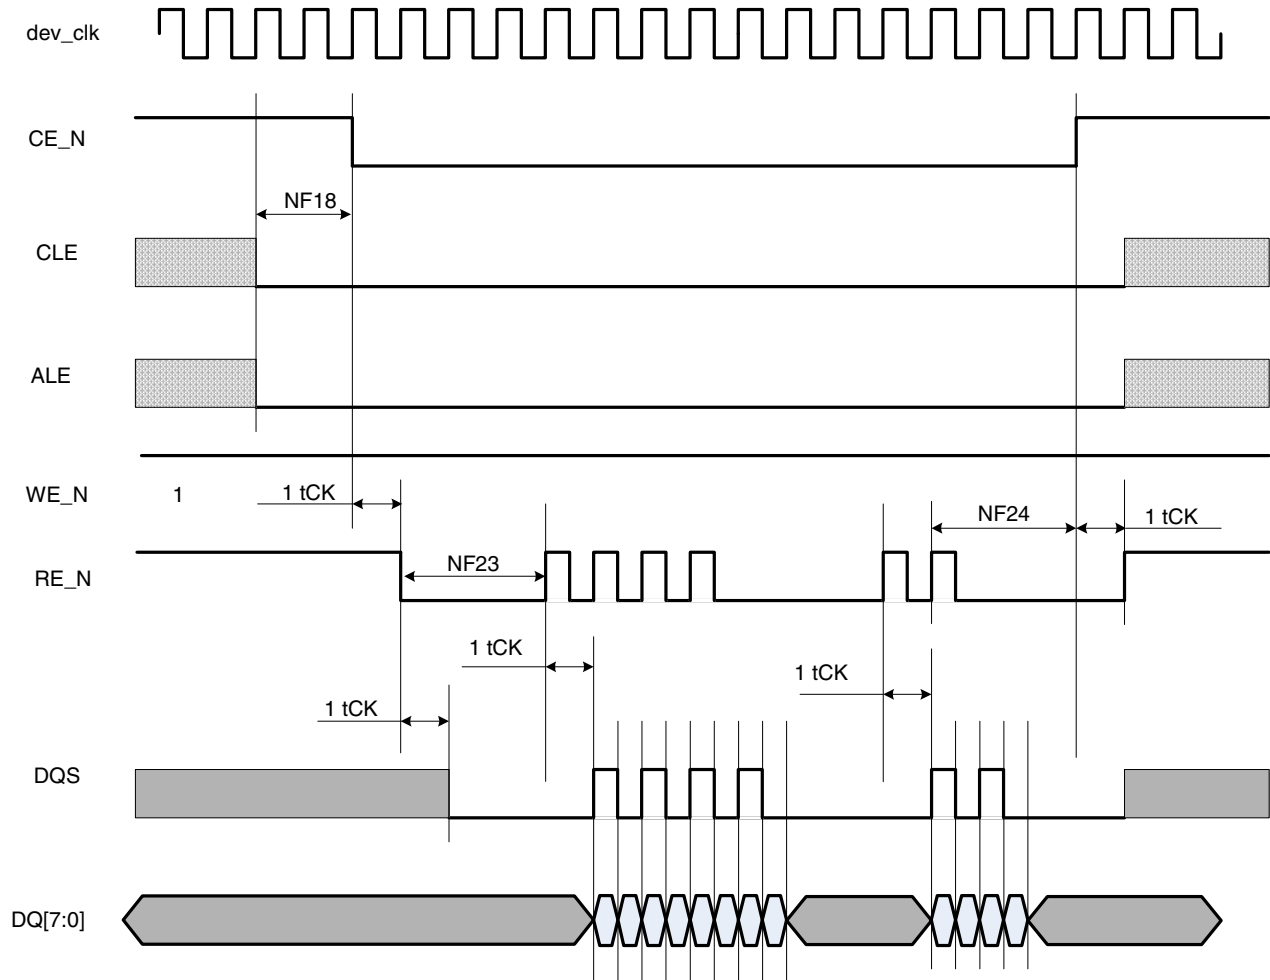 dev_clk
CE_N
NF18
CLE
ALE
WE_N 1 1 tCK NF24 1 tCK
RE_N NF23
1 tCK
1 tCK
1 tCK
DQS
DQ[7:0]